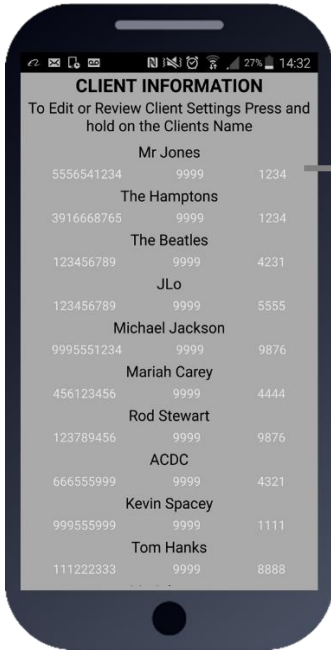 27% 14:32
CLIENT INFORMATION
To Edit or Review Client Settings Press and
hold on the Clients Name
Mr Jones
5556541234 9999 1234
The Hamptons
3916668765 9999 1234
The Beatles
123456789 9999 4231
JLo
123456789 9999 5555
Michael Jackson
9995551234 9999 9876
Mariah Carey
456123456 9999 4444
Rod Stewart
123789456 9999 9876
ACDC
666555999 9999 4321
Kevin Spacey
999555999 9999 1111
Tom Hanks
111222333 9999 8888